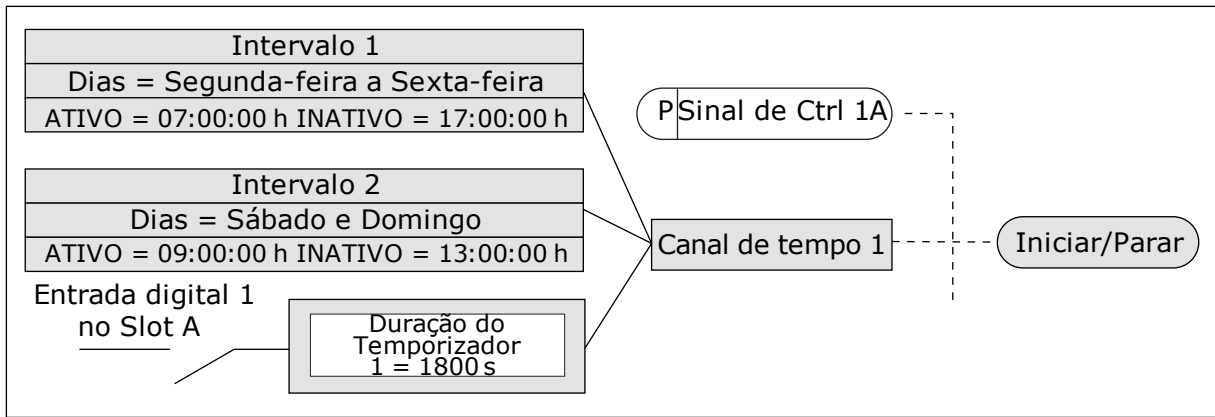 Intervalo 1
Dias = Segunda-feira a Sexta-feira
ATIVO = 07:00:00 h INATIVO = 17:00:00 h
P Sinal de Ctrl 1A
Intervalo 2
Dias = Sábado e Domingo
ATIVO = 09:00:00 h INATIVO = 13:00:00 h
Canal de tempo 1
Iniciar/Parar
Entrada digital 1
no Slot A
Duração do
Temporizador
1 = 1800 s